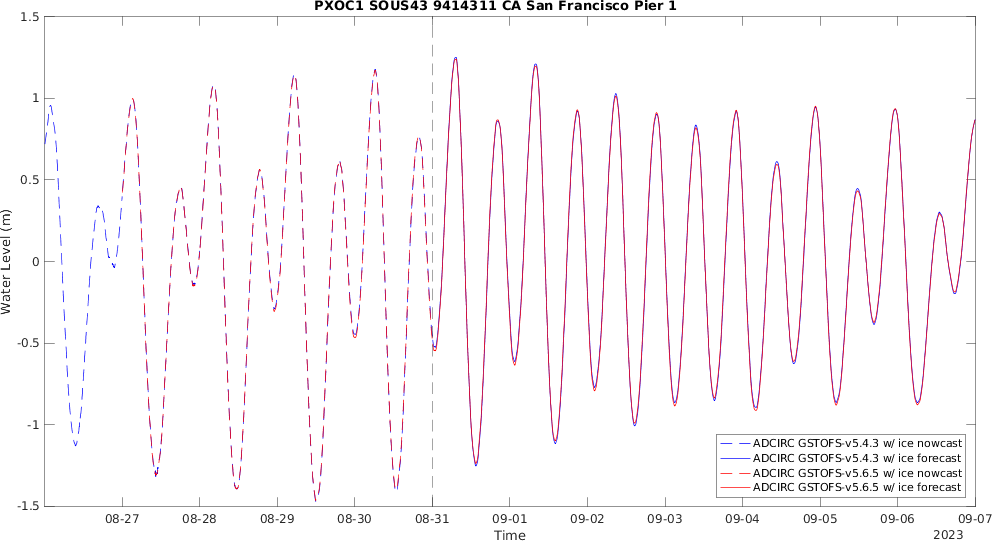 PXOC1 SOUS43 9414311 CA San Francisco Pier 1
1.5
1
0.5
0
-0.5
-1
-1.5
Water Level (m)
08-27 08-28 08-29 08-30 08-31 09-01 09-02 09-03 09-04 09-05 09-06 09-07
Time
2023
ADCIRC GSTOFS-v5.4.3 w/ ice nowcast
ADCIRC GSTOFS-v5.4.3 w/ ice forecast
ADCIRC GSTOFS-v5.6.5 w/ ice nowcast
ADCIRC GSTOFS-v5.6.5 w/ ice forecast